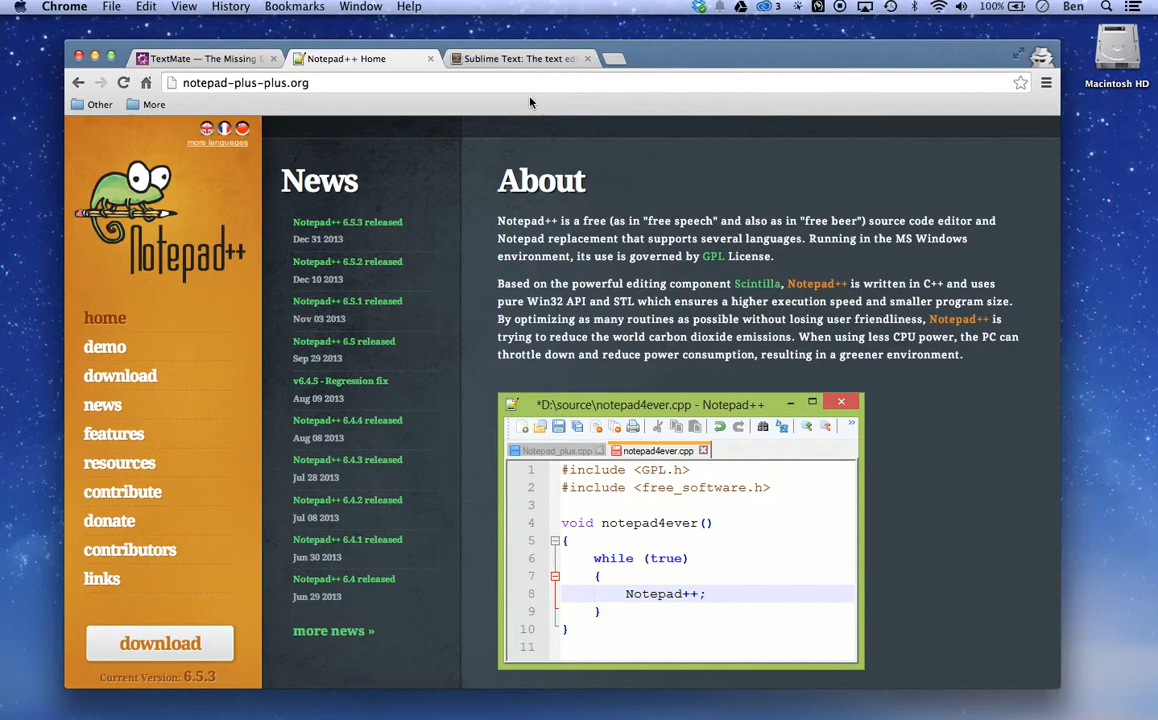 Chrome File Edit View History Bookmarks Window Help
3
100%
Ben
Macintosh HD
TextMate — The Missing E
Notepad++ Home
Sublime Text: The text edi
notepad-plus-plus.org
Other
More
more languages
Notepad++
home
demo
download
news
features
resources
contribute
donate
contributors
links
download
Current Version: 6.5.3
News
Notepad++ 6.5.3 released
Dec 31 2013
Notepad++ 6.5.2 released
Dec 10 2013
Notepad++ 6.5.1 released
Nov 03 2013
Notepad++ 6.5 released
Sep 29 2013
v6.4.5 - Regression fix
Aug 09 2013
Notepad++ 6.4.4 released
Aug 08 2013
Notepad++ 6.4.3 released
Jul 28 2013
Notepad++ 6.4.2 released
Jul 08 2013
Notepad++ 6.4.1 released
Jun 30 2013
Notepad++ 6.4 released
Jun 29 2013
more news »
About
Notepad++ is a free (as in "free speech" and also as in "free beer") source code editor and
Notepad replacement that supports several languages. Running in the MS Windows
environment, its use is governed by GPL License.
Based on the powerful editing component Scintilla, Notepad++ is written in C++ and uses
pure Win32 API and STL which ensures a higher execution speed and smaller program size.
By optimizing as many routines as possible without losing user friendliness, Notepad++ is
trying to reduce the world carbon dioxide emissions. When using less CPU power, the PC can
throttle down and reduce power consumption, resulting in a greener environment.
*D:\source\notepad4ever.cpp - Notepad++
Notepad_plus.cpp
notepad4ever.cpp
1 #include <GPL.h>
2 #include <free_software.h>
3
4 void notepad4ever()
5 {
6 while (true)
7 {
8 Notepad++;
9 }
10 }
11